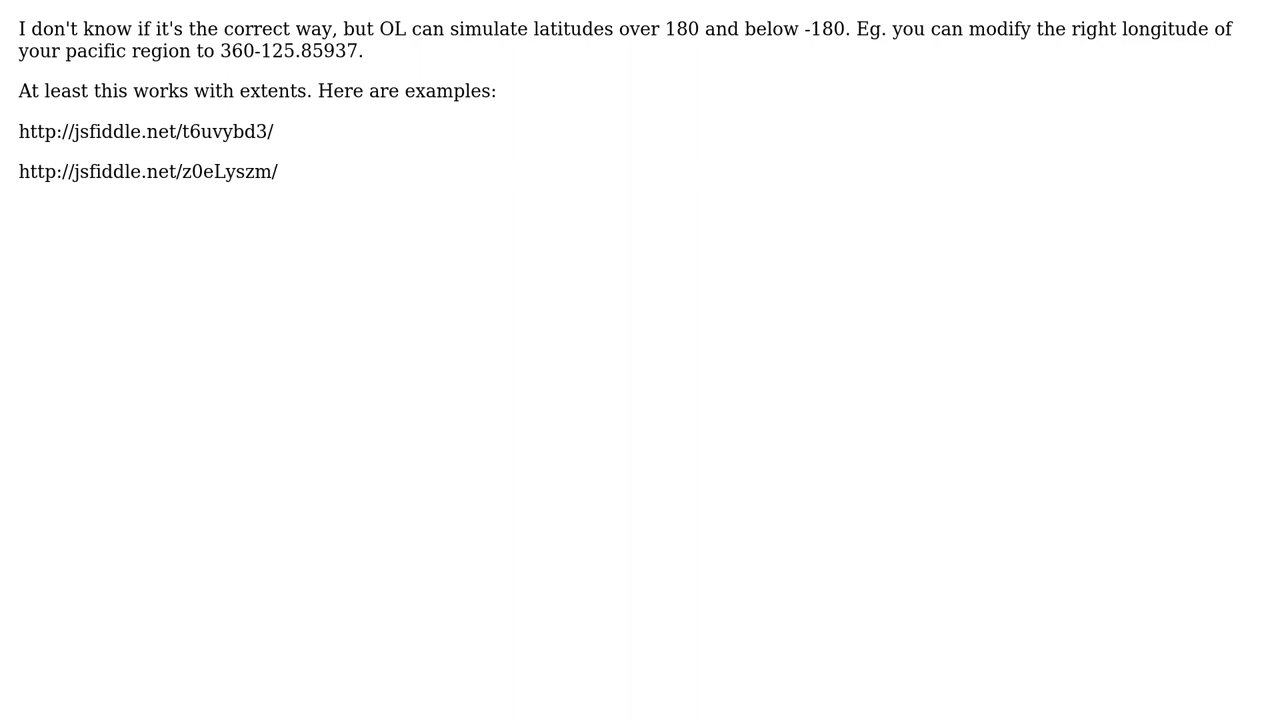 I don't know if it's the correct way, but OL can simulate latitudes over 180 and below -180. Eg. you can modify the right longitude of
your pacific region to 360-125.85937.
At least this works with extents. Here are examples:
http://jsfiddle.net/t6uvybd3/
http://jsfiddle.net/z0eLyszm/